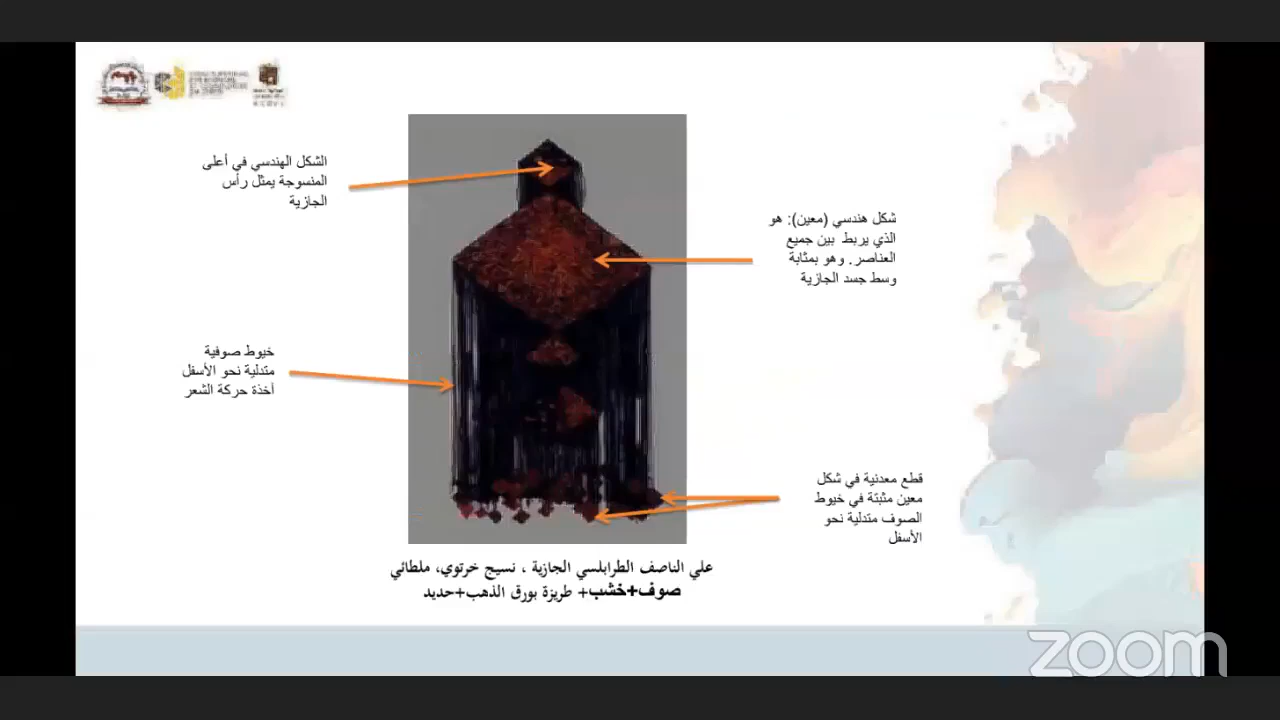 الشكل الهندسي في أعلى
المنسوجة يمثل رأس
الجازية
شكل هندسي (معين): هو
الذي يربط بين جميع
العناصر. وهو بمثابة
وسط جسد الجازية
خيوط صوفية
متدلية نحو الأسفل
أخذة حركة الشعر
قطع معدنية في شكل
معين مثبتة في خيوط
الصوف متدلية نحو
الأسفل
علي الناصف الطرابلسي الجازية ، نسيج خرتوي، ملطائي
صوف+خشب+ طريزة بورق الذهب+حديد
zoom